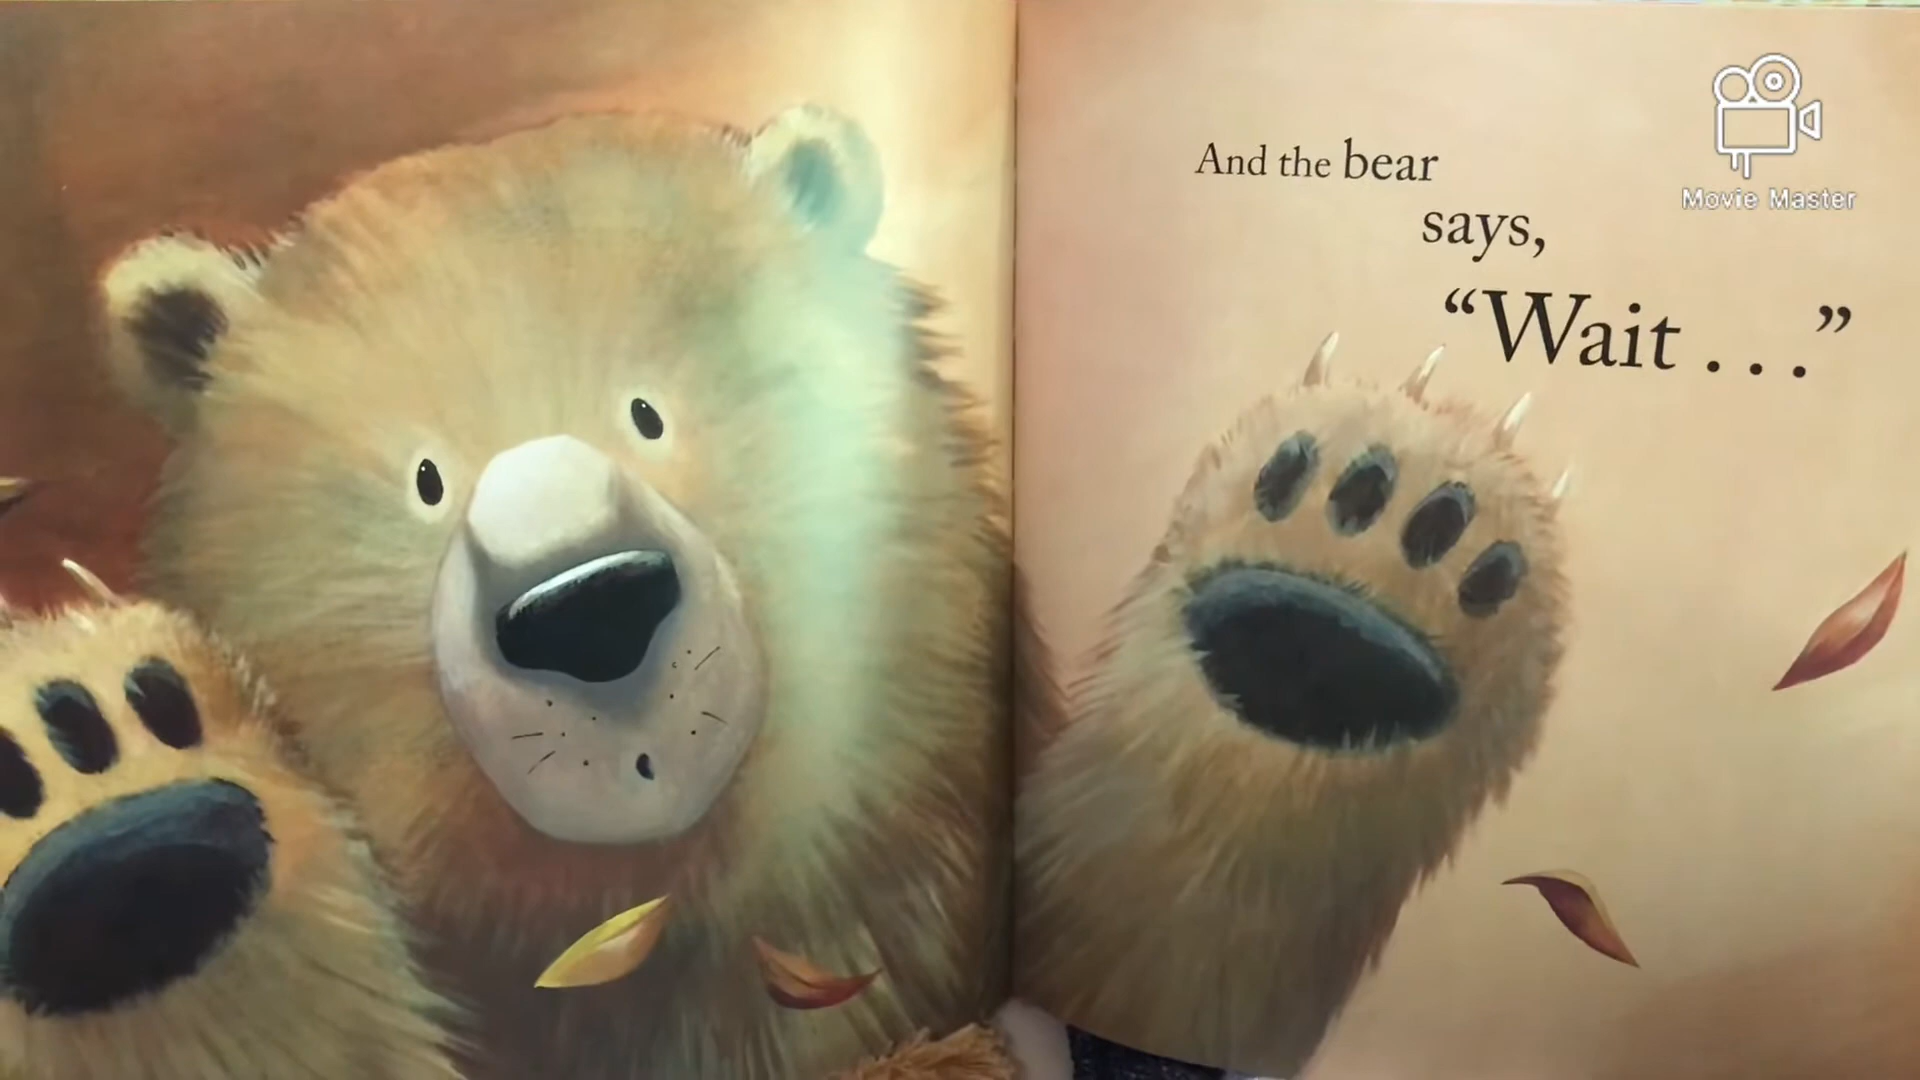 And the bear
says,
“Wait . . .”
Movie Master